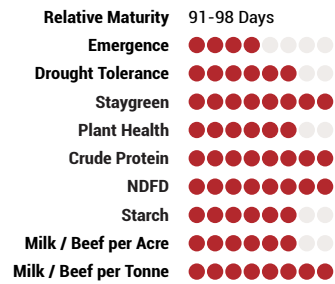 Relative Maturity 91-98 Days
Emergence
Drought Tolerance
Staygreen
Plant Health
Crude Protein
NDFD
Starch
Milk / Beef per Acre
Milk / Beef per Tonne